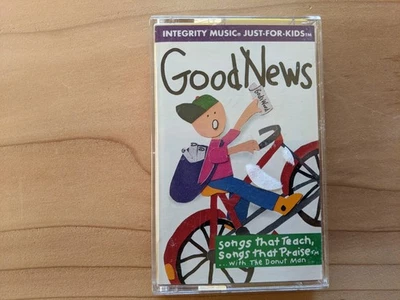 INTEGRITY MUSIC® JUST-FOR-KIDS™
Good News
Good News
Songs that Teach,
Songs that Praise™
...with The Donut Man...